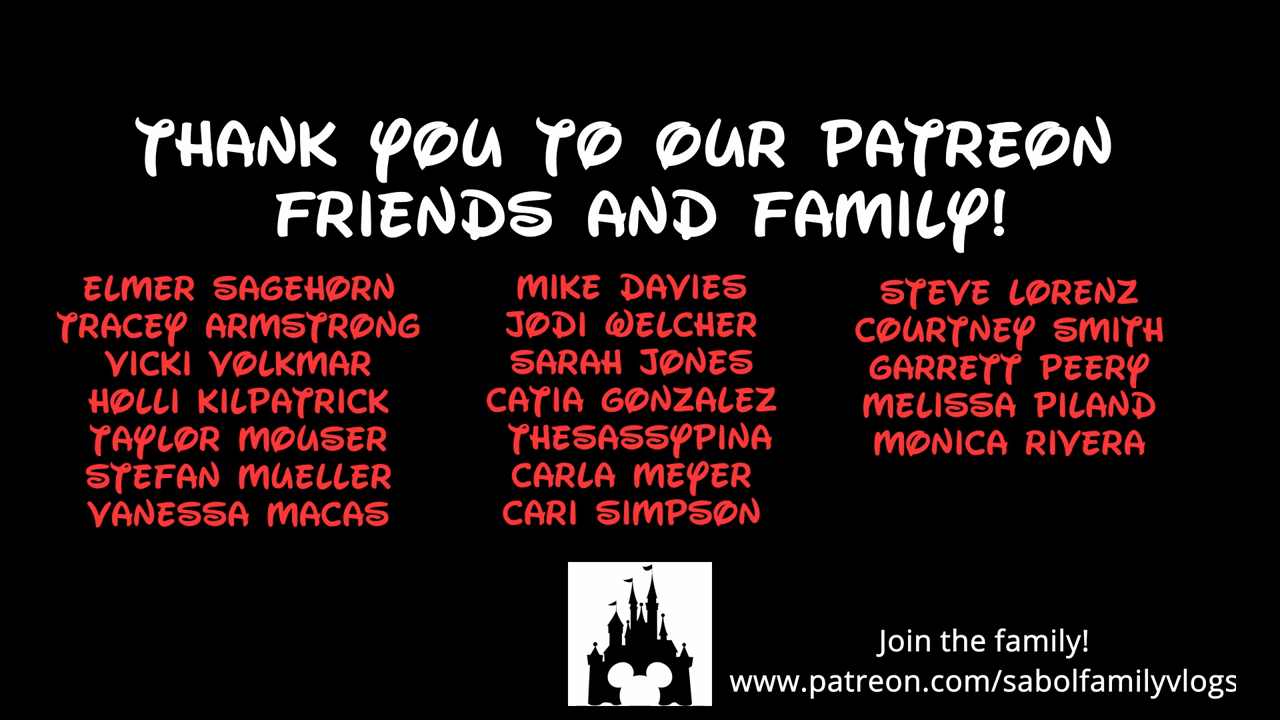 THANK YOU TO OUR PATREON
FRIENDS AND FAMILY!
ELMER SAGEHORN
TRACEY ARMSTRONG
VICKI VOLKMAR
HOLLI KILPATRICK
TAYLOR MOUSER
STEFAN MUELLER
VANESSA MACAS
MIKE DAVIES
JODI WELCHER
SARAH JONES
CATIA GONZALEZ
THESASSYPINA
CARLA MEYER
CARI SIMPSON
STEVE LORENZ
COURTNEY SMITH
GARRETT PEERY
MELISSA PILAND
MONICA RIVERA
Join the family!
www.patreon.com/sabolfamilyvlogs